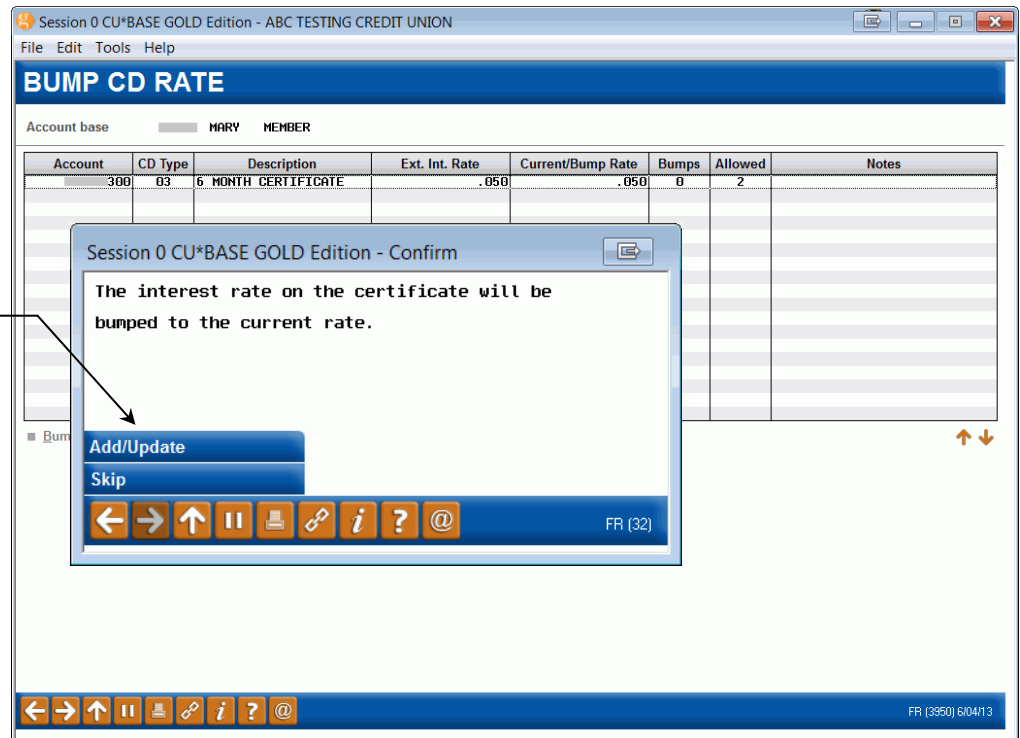 Session 0 CU*BASE GOLD Edition - ABC TESTING CREDIT UNION
File Edit Tools Help
BUMP CD RATE
Account base MARY MEMBER
Account CD Type Description Ext. Int. Rate Current/Bump Rate Bumps Allowed Notes
300 03 6 MONTH CERTIFICATE .050 .050 0 2
Session 0 CU*BASE GOLD Edition - Confirm
The interest rate on the certificate will be
bumped to the current rate.
Bum
Add/Update
Skip
i ? @ FR (32)
i ? @ FR (3950) 6/04/13